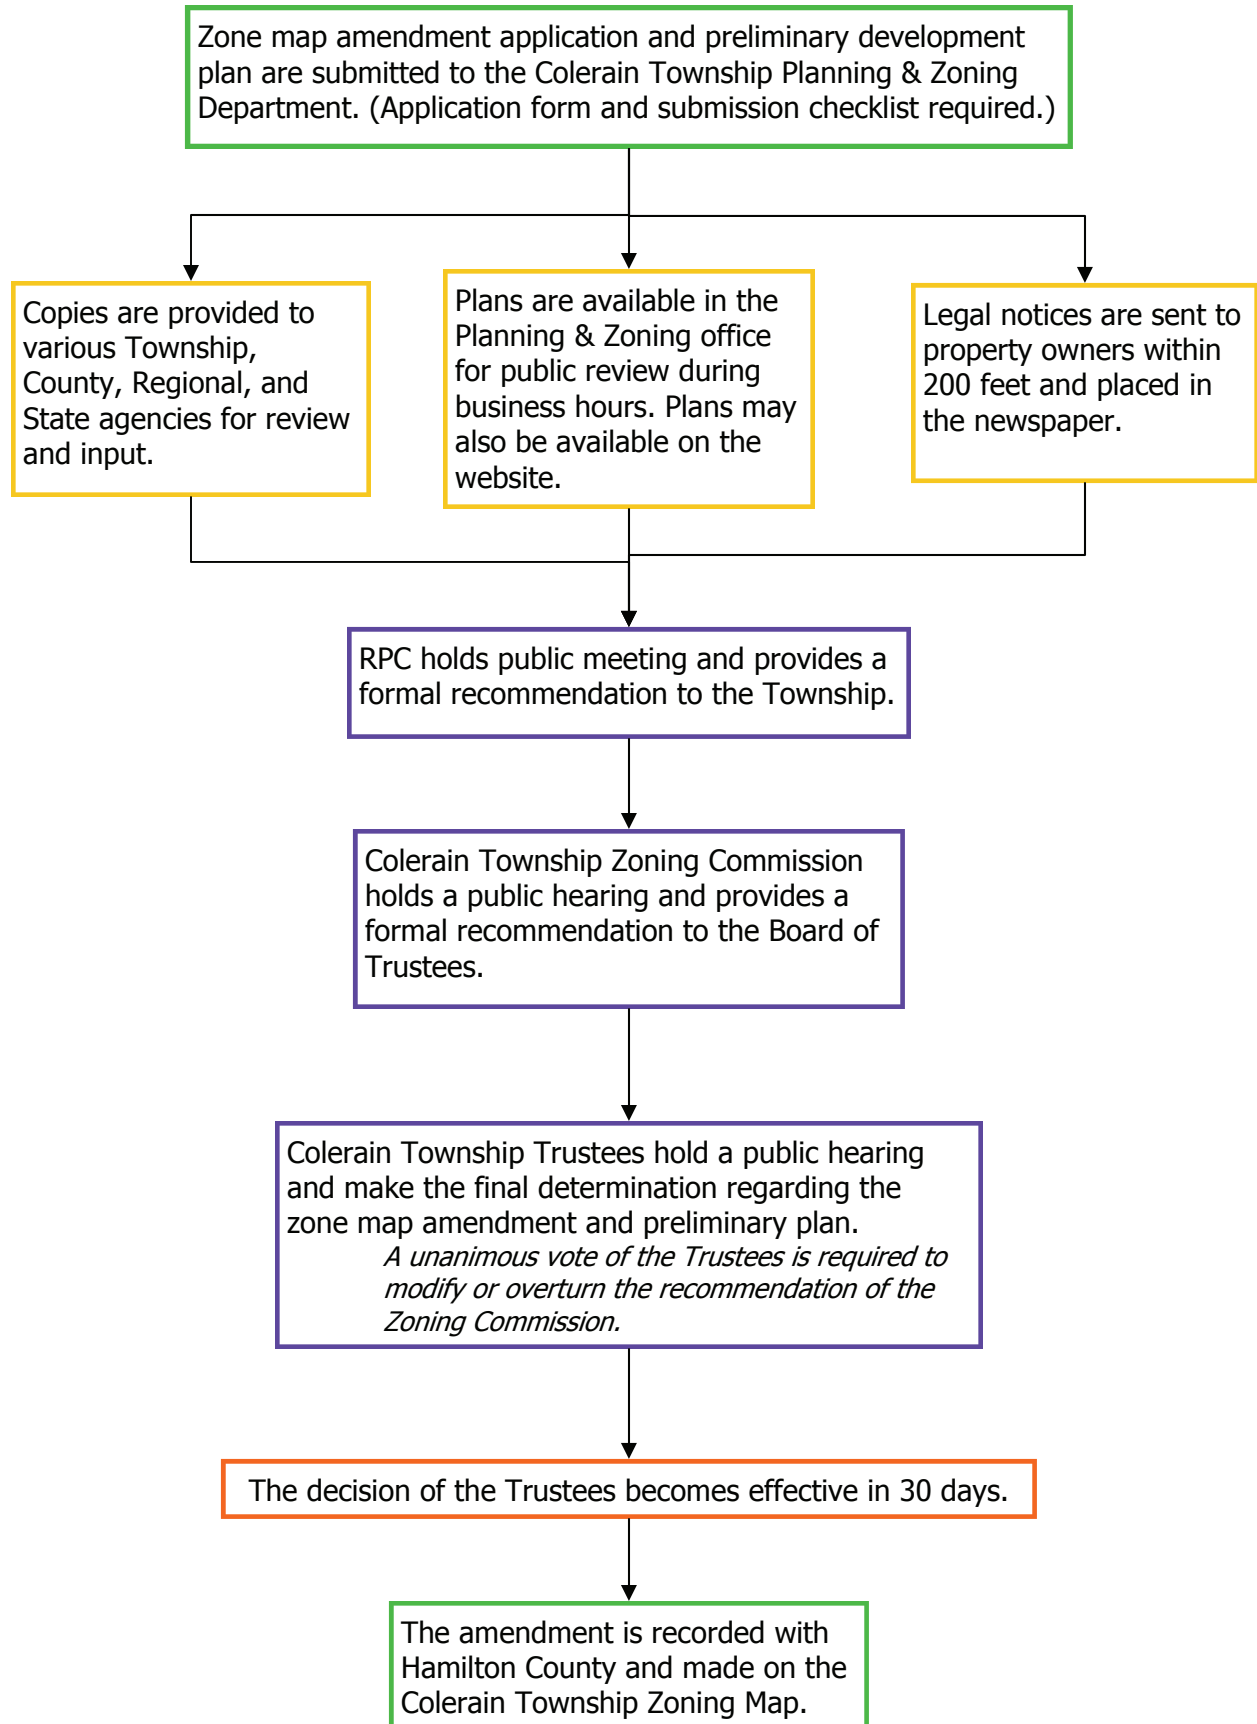 Zone map amendment application and preliminary development
plan are submitted to the Colerain Township Planning & Zoning
Department. (Application form and submission checklist required.)
Copies are provided to
various Township,
County, Regional, and
State agencies for review
and input.
Plans are available in the
Planning & Zoning office
for public review during
business hours. Plans may
also be available on the
website.
Legal notices are sent to
property owners within
200 feet and placed in
the newspaper.
RPC holds public meeting and provides a
formal recommendation to the Township.
Colerain Township Zoning Commission
holds a public hearing and provides a
formal recommendation to the Board of
Trustees.
Colerain Township Trustees hold a public hearing
and make the final determination regarding the
zone map amendment and preliminary plan.
A unanimous vote of the Trustees is required to
modify or overturn the recommendation of the
Zoning Commission.
The decision of the Trustees becomes effective in 30 days.
The amendment is recorded with
Hamilton County and made on the
Colerain Township Zoning Map.